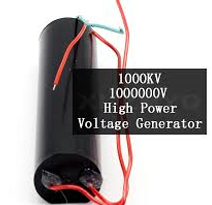 1000KV
1000000V
High Power
Voltage Generator